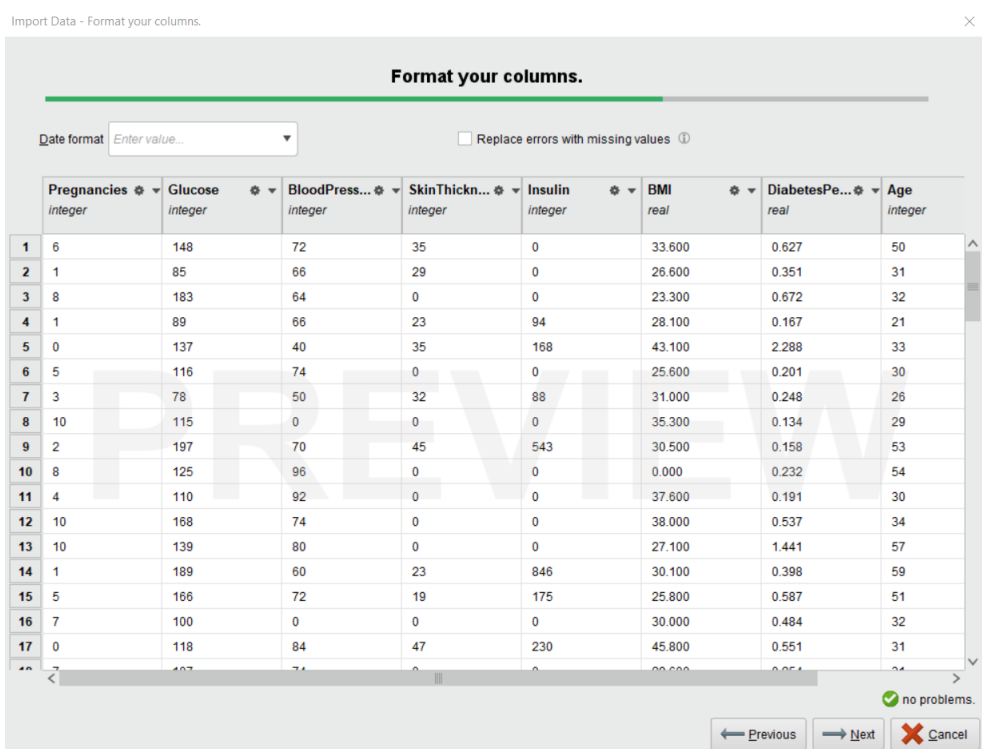 Import Data - Format your columns.
Format your columns.
Date format Enter value... Replace errors with missing values
Pregnancies Glucose BloodPress... SkinThickn... Insulin BMI DiabetesPe... Age
integer integer integer integer integer real real integer
1 6 148 72 35 0 33.600 0.627 50
2 1 85 66 29 0 26.600 0.351 31
3 8 183 64 0 0 23.300 0.672 32
4 1 89 66 23 94 28.100 0.167 21
5 0 137 40 35 168 43.100 2.288 33
6 5 116 74 0 0 25.600 0.201 30
7 3 78 50 32 88 31.000 0.248 26
8 10 115 0 0 0 35.300 0.134 29
9 2 197 70 45 543 30.500 0.158 53
10 8 125 96 0 0 0.000 0.232 54
11 4 110 92 0 0 37.600 0.191 30
12 10 168 74 0 0 38.000 0.537 34
13 10 139 80 0 0 27.100 1.441 57
14 1 189 60 23 846 30.100 0.398 59
15 5 166 72 19 175 25.800 0.587 51
16 7 100 0 0 0 30.000 0.484 32
17 0 118 84 47 230 45.800 0.551 31
PREVIEW
no problems.
Previous Next Cancel